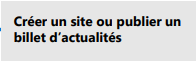 Créer un site ou publier un
billet d’actualités